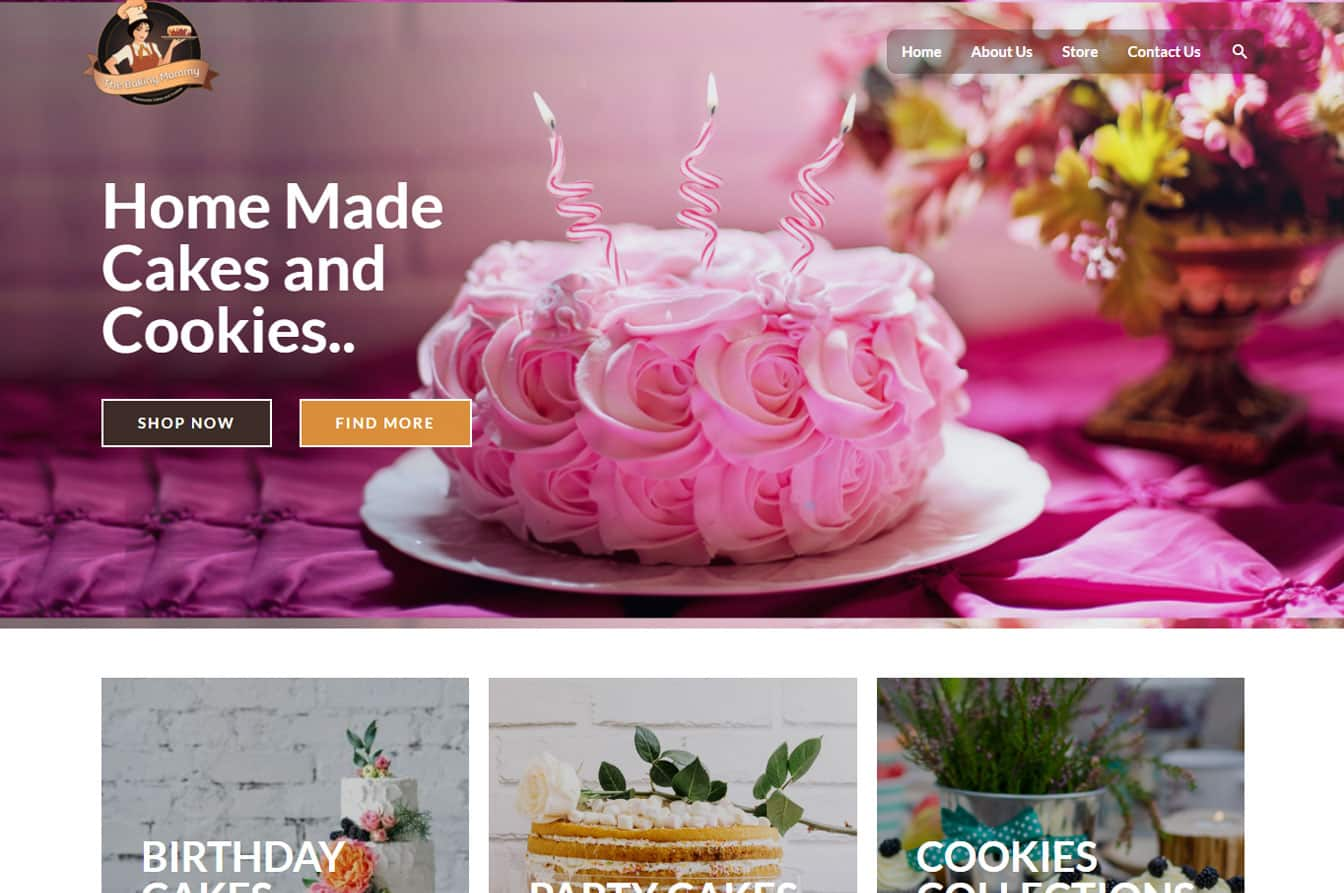 The Baking Mommy
Home
About Us
Store
Contact Us
Home Made
Cakes and
Cookies..
SHOP NOW
FIND MORE
BIRTHDAY
CAKES
PARTY CAKES
COOKIES
COLLECTIONS